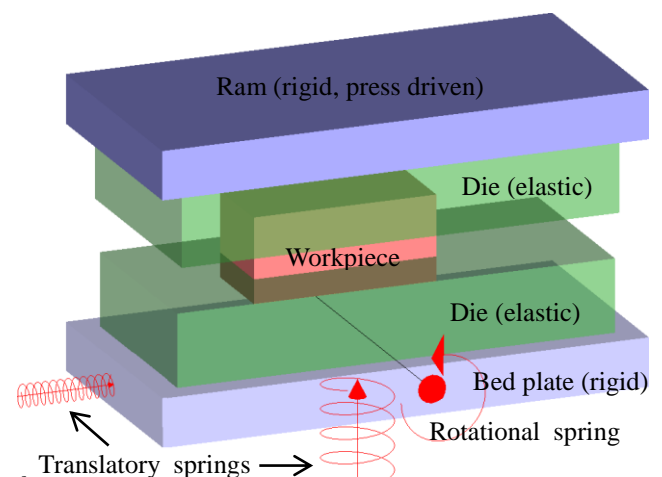 Ram (rigid, press driven)
Die (elastic)
Workpiece
Die (elastic)
Bed plate (rigid)
Rotational spring
Translatory springs